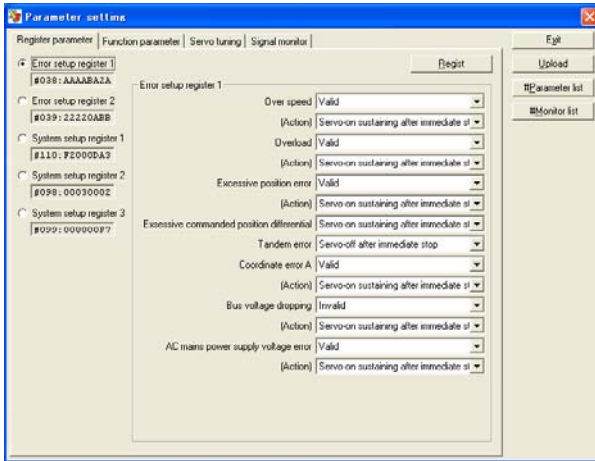 Parameter setting
Register parameter
Function parameter
Servo tuning
Signal monitor
Exit
Upload
#Parameter list
#Monitor list
Regist
Error setup register 1
#038:AAAABA2A
Error setup register 2
#039:22220ABB
System setup register 1
#110:F2000DA3
System setup register 2
#098:00030002
System setup register 3
#099:000000F7
Error setup register 1
Over speed Valid
(Action) Servo-on sustaining after immediate st
Overload Valid
(Action) Servo-on sustaining after immediate st
Excessive position error Valid
(Action) Servo-on sustaining after immediate st
Exsessive commanded position differential Servo-on sustaining after immediate st
Tandem error Servo-off after immediate stop
Coordinate error A Valid
(Action) Servo-on sustaining after immediate st
Bus voltage dropping Invalid
(Action) Servo-on sustaining after immediate st
AC mains power supply voltage error Valid
(Action) Servo-on sustaining after immediate st